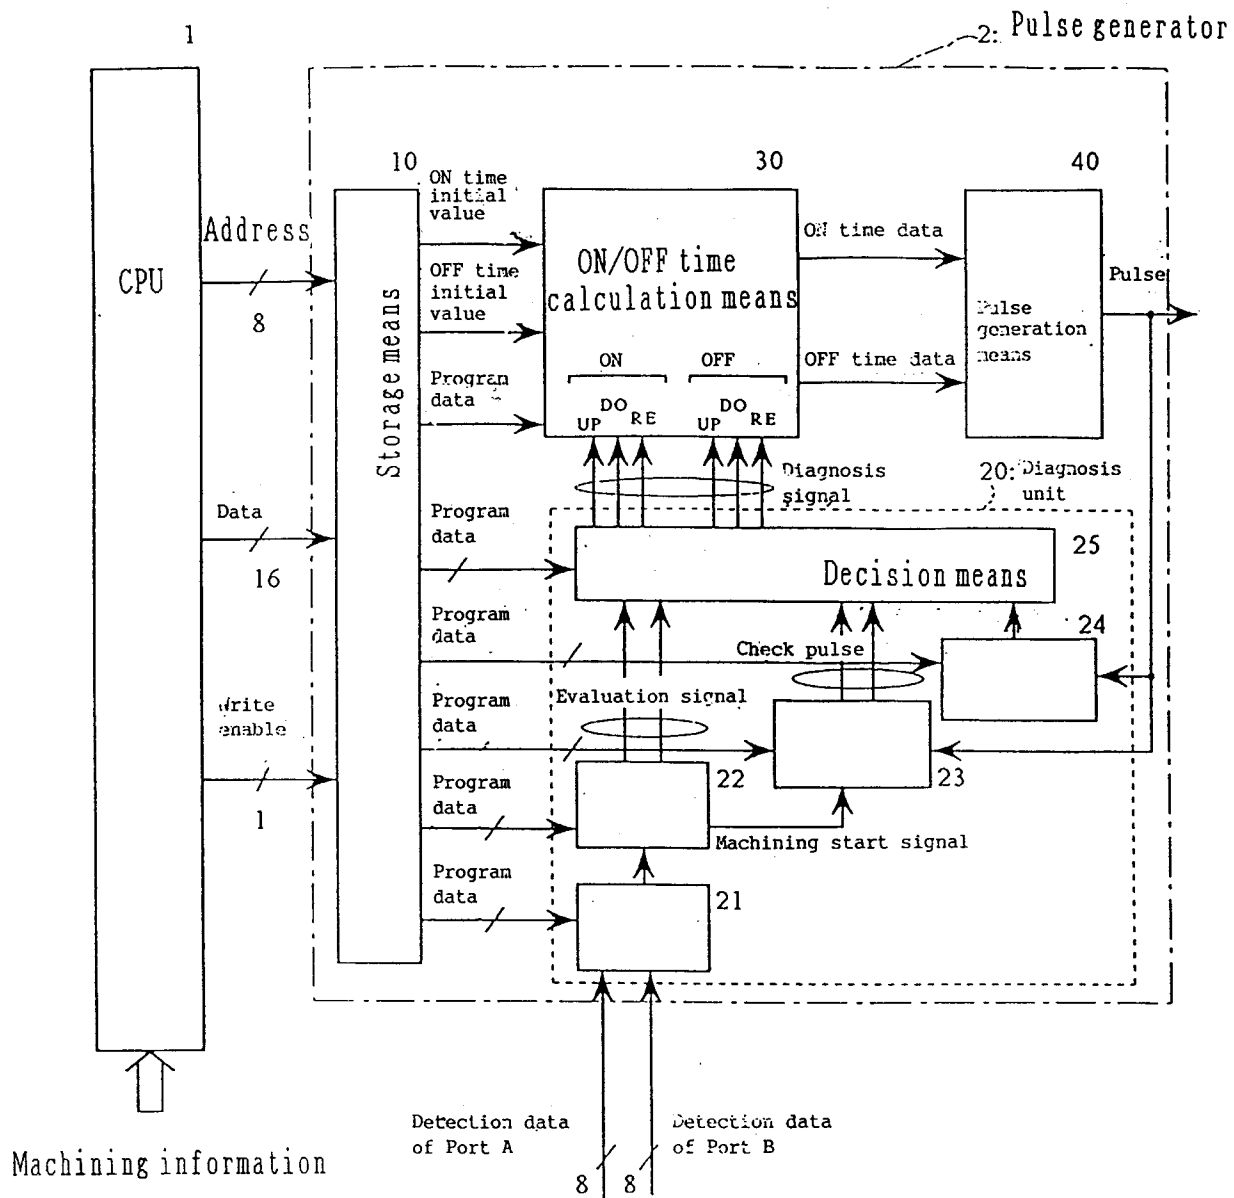 1
2: Pulse generator
10
30
40
ON time
initial
value
Address
ON time data
CPU
8
OFF time
initial
value
ON/OFF time
calculation means
Pulse
Pulse
generation
means
Storage means
ON
OFF
OFF time data
Program
data
UP DO RE
UP DO RE
Diagnosis
signal
20: Diagnosis
unit
Data
16
Program
data
25
Decision means
Program
data
24
Check pulse
Write
enable
1
Program
data
Evaluation signal
22
23
Program
data
Machining start signal
Program
data
21
Detection data
of Port A
Detection data
of Port B
8
8
Machining information